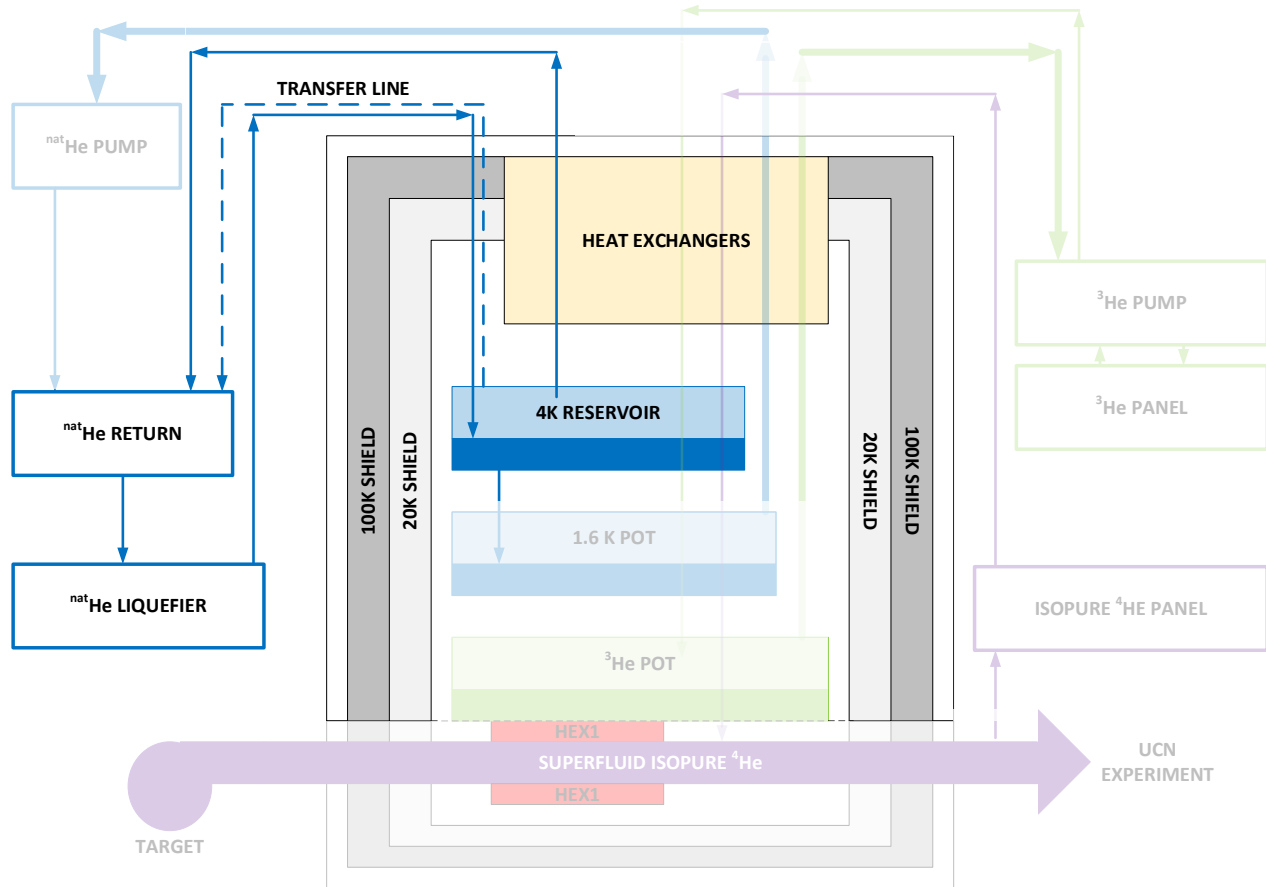 TRANSFER LINE
natHe PUMP
HEAT EXCHANGERS
3He PUMP
3He PANEL
4K RESERVOIR
natHe RETURN
100K SHIELD
20K SHIELD
20K SHIELD
100K SHIELD
1.6 K POT
natHe LIQUEFIER
ISOPURE 4HE PANEL
3He POT
HEX1
SUPERFLUID ISOPURE 4He
HEX1
UCN
EXPERIMENT
TARGET